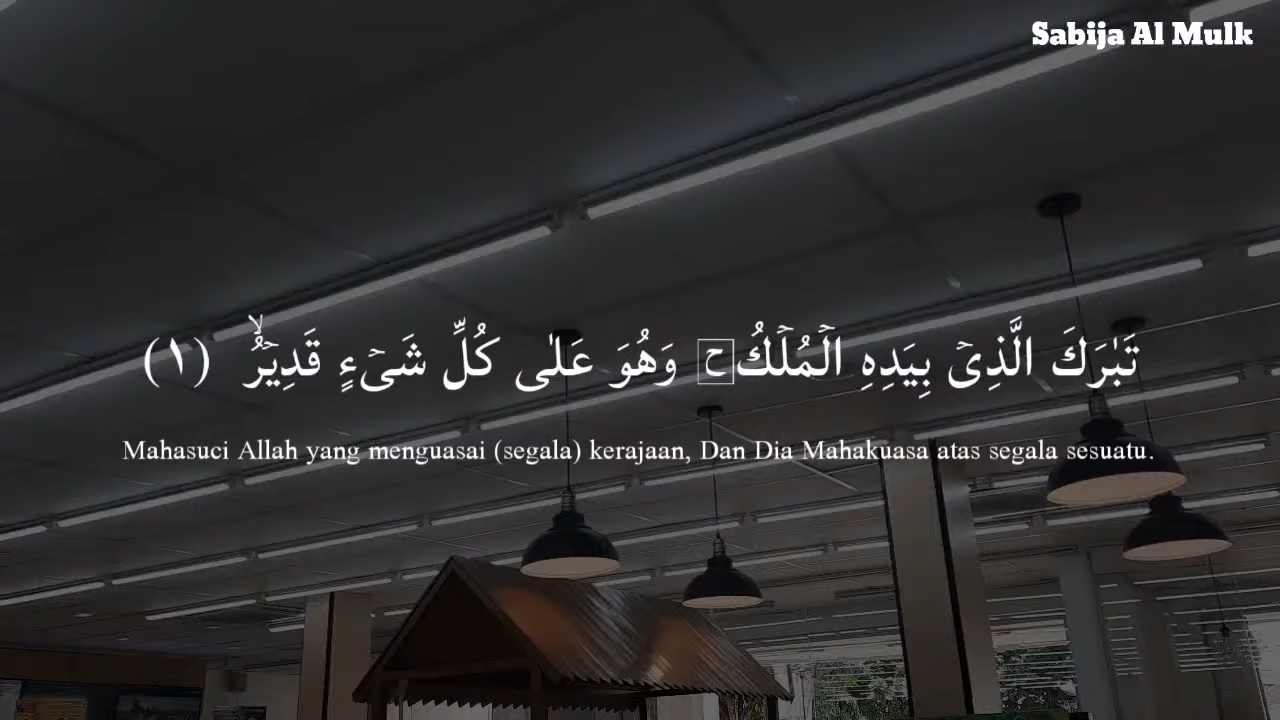 Sabija Al Mulk
تَبٰرَكَ الَّذِيْ بِيَدِهِ الْمُلْكُۖ وَهُوَ عَلٰى كُلِّ شَيْءٍ قَدِيْرٌۙ (١)
Mahasuci Allah yang menguasai (segala) kerajaan, Dan Dia Mahakuasa atas segala sesuatu.